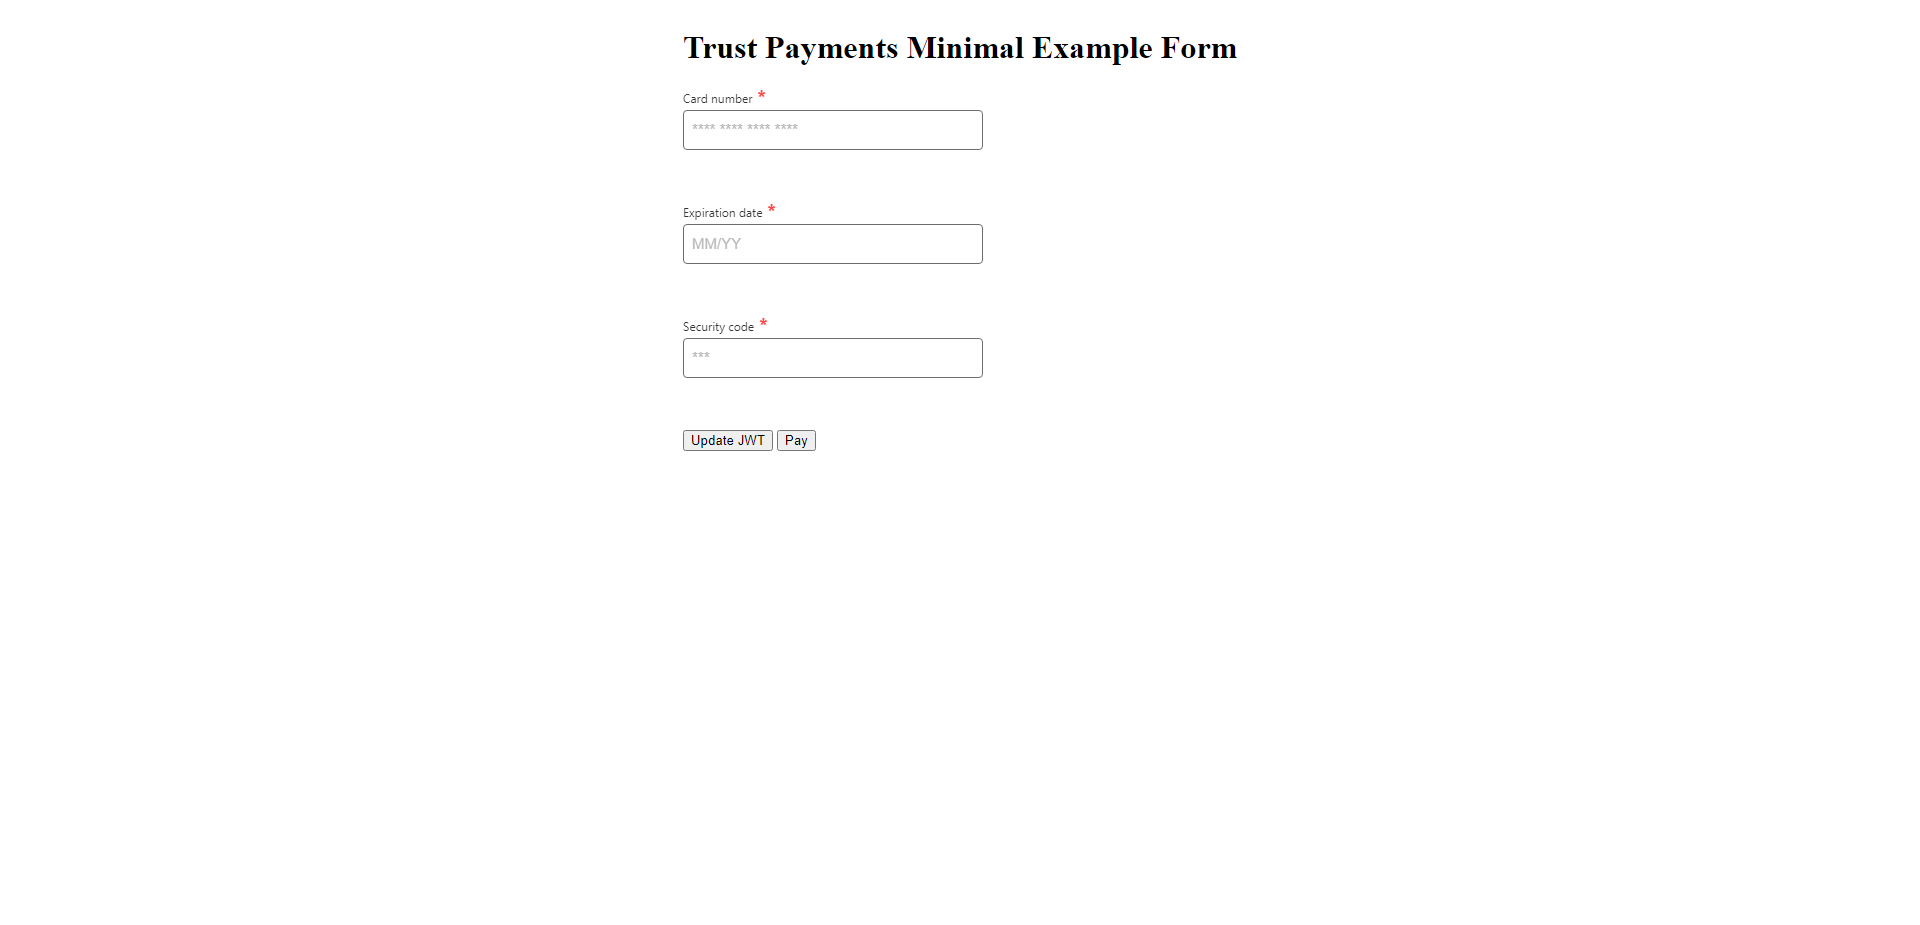 Trust Payments Minimal Example Form
Card number *
**** **** **** ****
Expiration date *
MM/YY
Security code *
***
Update JWT Pay